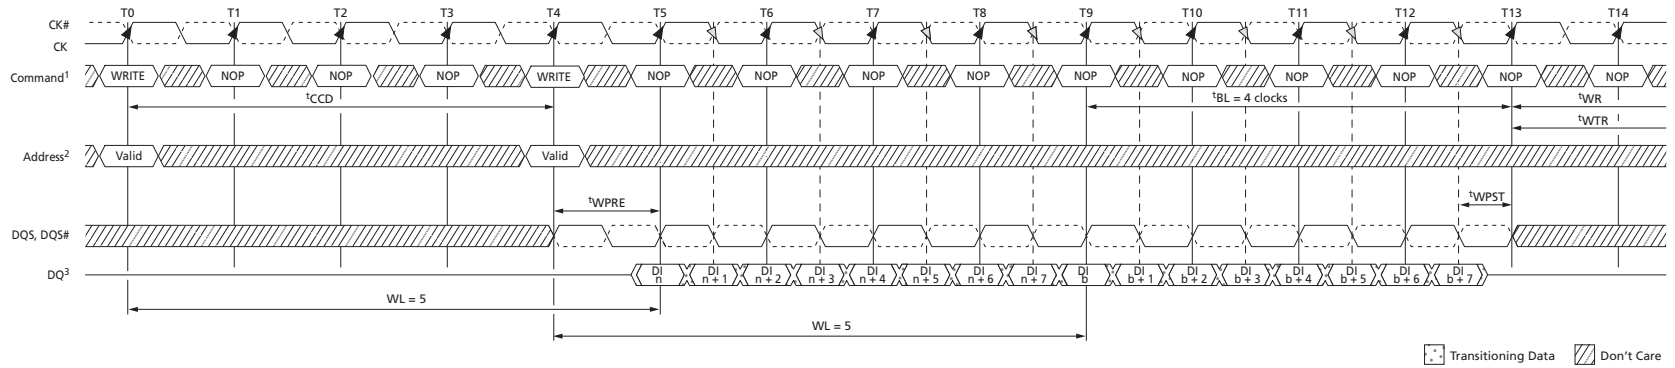 T0 T1 T2 T3 T4 T5 T6 T7 T8 T9 T10 T11 T12 T13 T14
CK#
CK
Command¹ WRITE NOP NOP NOP WRITE NOP NOP NOP NOP NOP NOP NOP NOP NOP NOP
tCCD tBL = 4 clocks tWR
tWTR
Address² Valid Valid
tWPRE tWPST
DQS, DQS#
DQ³ DI n DI n + 1 DI n + 2 DI n + 3 DI n + 4 DI n + 5 DI n + 6 DI n + 7 DI b DI b + 1 DI b + 2 DI b + 3 DI b + 4 DI b + 5 DI b + 6 DI b + 7
WL = 5
WL = 5
Transitioning Data Don't Care